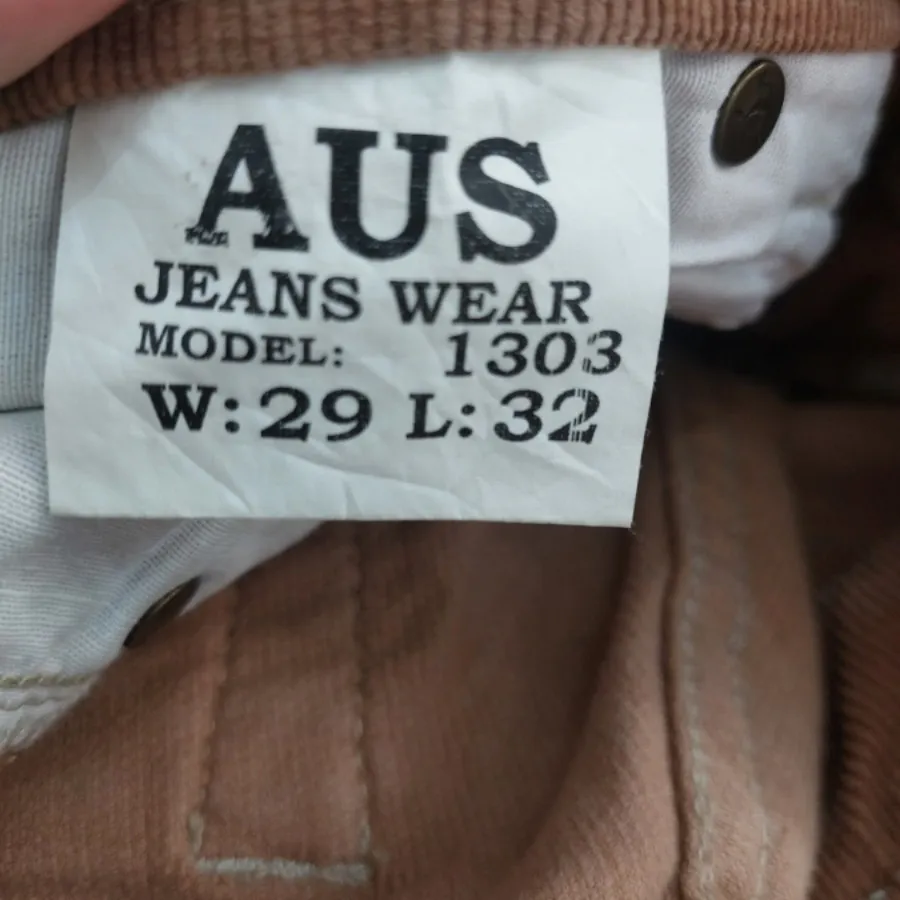 AUS
JEANS WEAR
MODEL: 1303
W: 29 L: 32